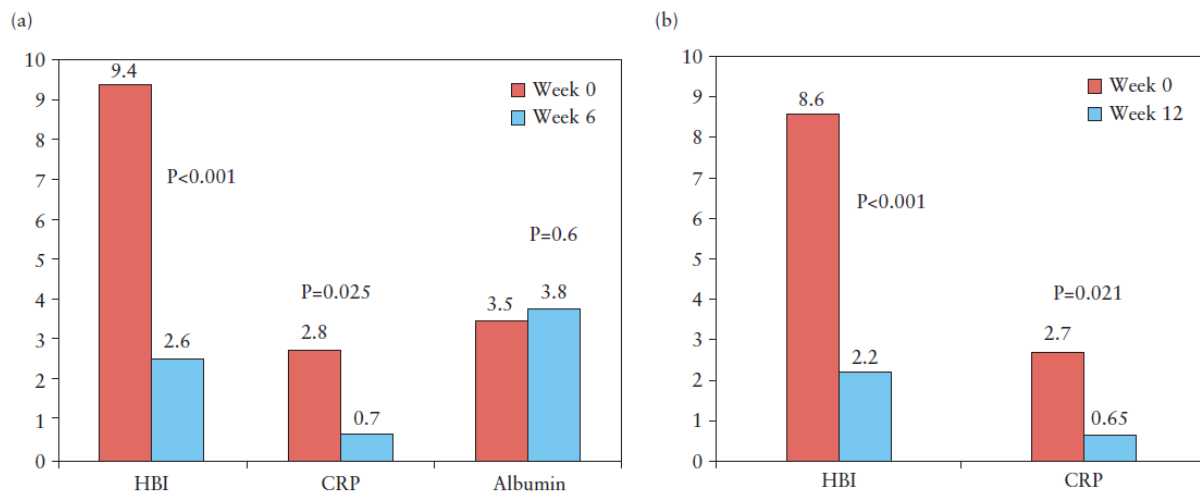 (a)
10
9
8
7
6
5
4
3
2
1
0
9.4
P<0.001
2.6
P=0.025
2.8
0.7
P=0.6
3.5
3.8
Week 0
Week 6
HBI
CRP
Albumin
(b)
10
9
8
7
6
5
4
3
2
1
0
8.6
P<0.001
2.2
P=0.021
2.7
0.65
Week 0
Week 12
HBI
CRP